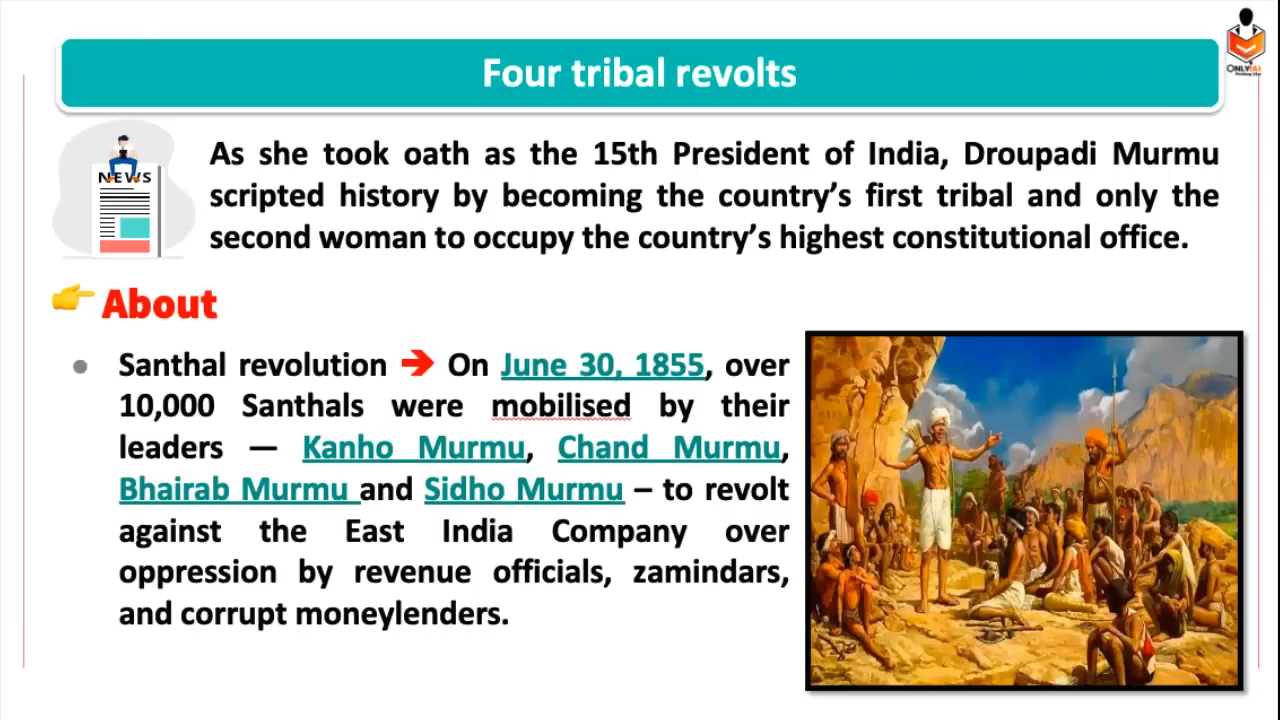 Four tribal revolts
ONLYIAS
NEWS
As she took oath as the 15th President of India, Droupadi Murmu
scripted history by becoming the country’s first tribal and only the
second woman to occupy the country’s highest constitutional office.
About
Santhal revolution ➔ On June 30, 1855, over
10,000 Santhals were mobilised by their
leaders — Kanho Murmu, Chand Murmu,
Bhairab Murmu and Sidho Murmu – to revolt
against the East India Company over
oppression by revenue officials, zamindars,
and corrupt moneylenders.